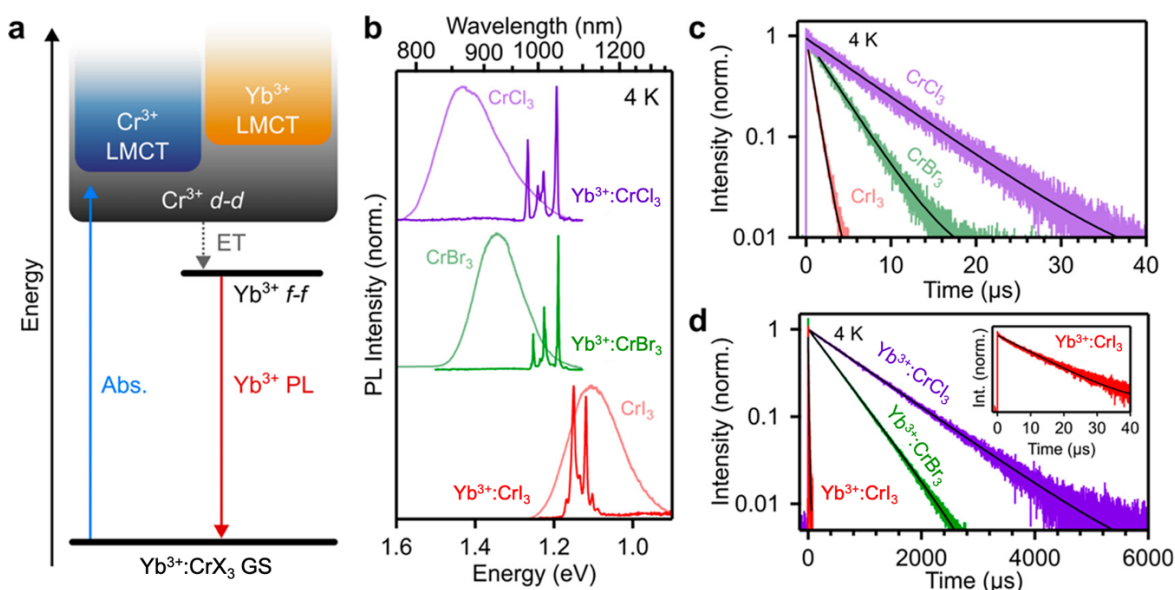 a
Energy
Cr³⁺
LMCT
Yb³⁺
LMCT
Cr³⁺ d-d
ET
Yb³⁺ f-f
Abs.
Yb³⁺ PL
Yb³⁺:CrX₃ GS
b
Wavelength (nm)
800 900 1000 1200
4 K
CrCl₃
Yb³⁺:CrCl₃
CrBr₃
Yb³⁺:CrBr₃
CrI₃
Yb³⁺:CrI₃
PL Intensity (norm.)
1.6 1.4 1.2 1.0
Energy (eV)
c
4 K
CrCl₃
CrBr₃
CrI₃
Intensity (norm.)
1
0.1
0.01
0 10 20 30 40
Time (µs)
d
4 K
Yb³⁺:CrCl₃
Yb³⁺:CrBr₃
Yb³⁺:CrI₃
Intensity (norm.)
1
0.1
0.01
0 2000 4000 6000
Time (µs)
Yb³⁺:CrI₃
Int. (norm.)
0 10 20 30 40
Time (µs)